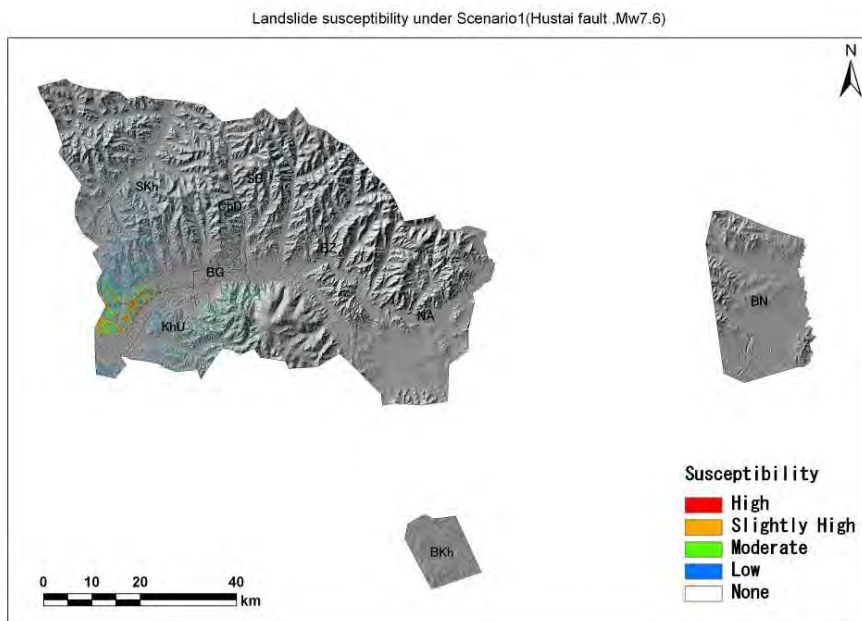 Landslide susceptibility under Scenario1(Hustai fault ,Mw7.6)
N
SKh
SB
ChD
BZ
BG
BN
KhU
NA
Susceptibility
High
Slightly High
Moderate
Low
None
BKh
0 10 20 40
km